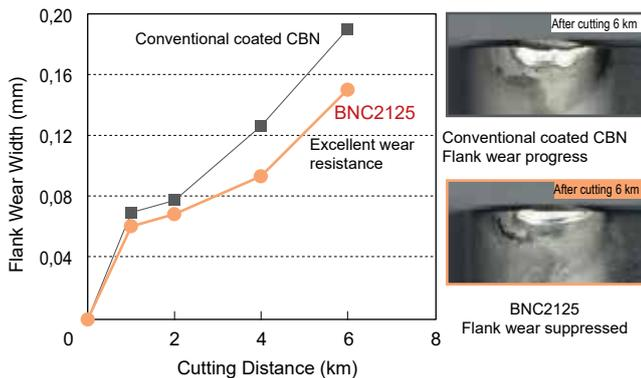 Flank Wear Width (mm)
0,20
0,16
0,12
0,08
0,04
0
2
4
6
8
Cutting Distance (km)
Conventional coated CBN
BNC2125
Excellent wear
resistance
After cutting 6 km
Conventional coated CBN
Flank wear progress
After cutting 6 km
BNC2125
Flank wear suppressed